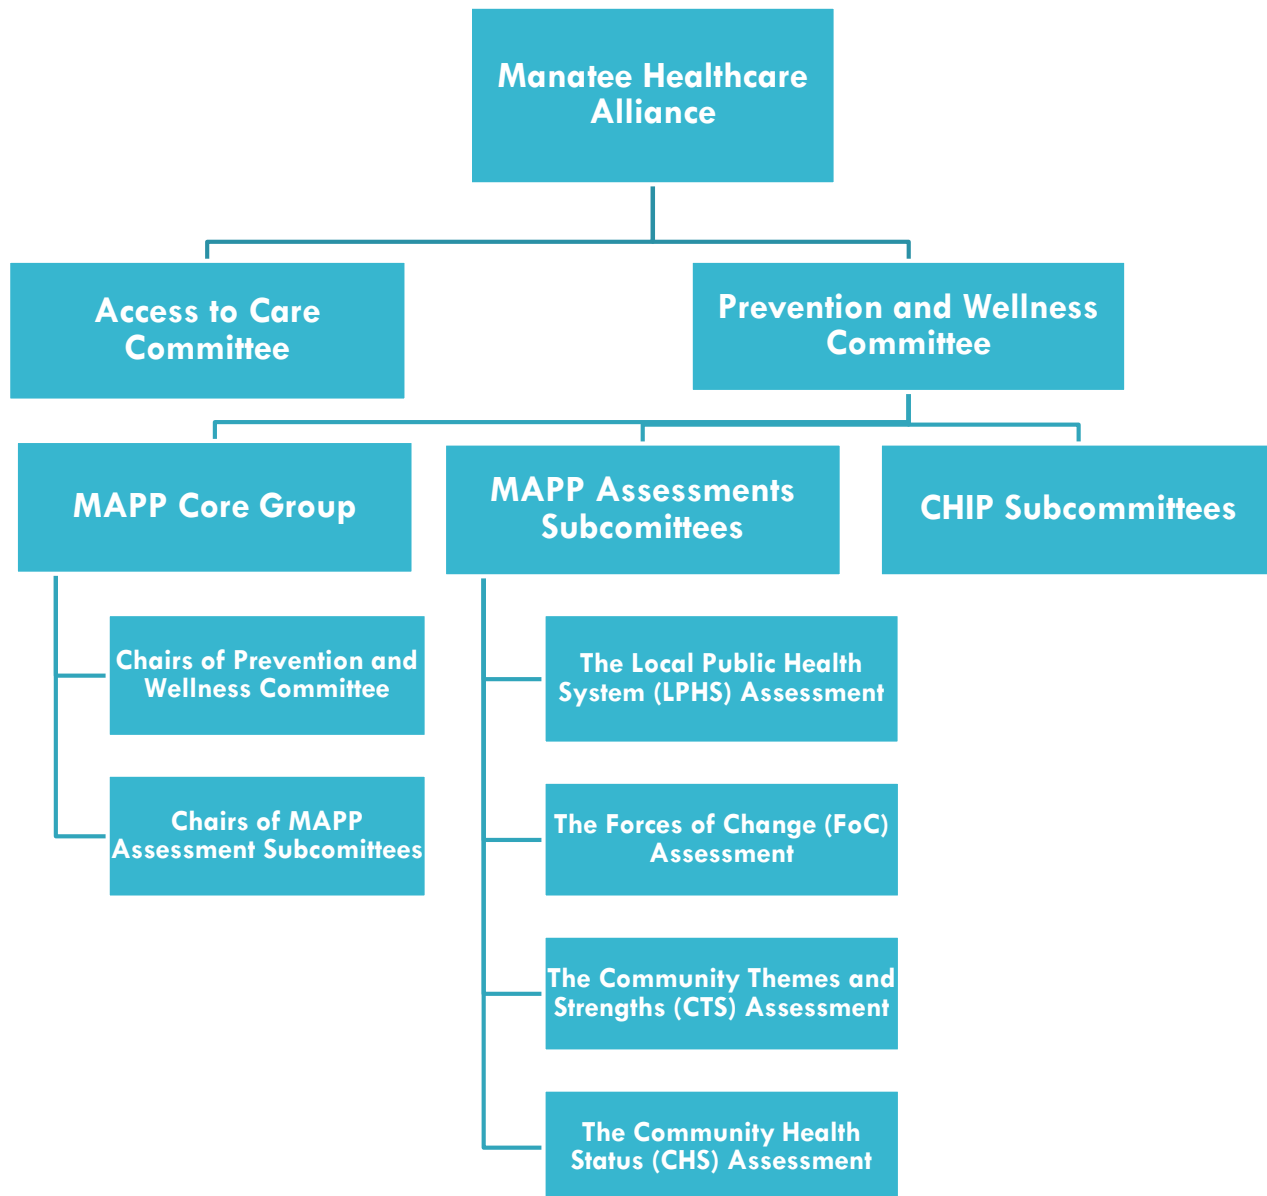 Manatee Healthcare
Alliance
Access to Care
Committee
Prevention and Wellness
Committee
MAPP Core Group
MAPP Assessments
Subcomittees
CHIP Subcommittees
Chairs of Prevention and
Wellness Committee
Chairs of MAPP
Assessment Subcomittees
The Local Public Health
System (LPHS) Assessment
The Forces of Change (FoC)
Assessment
The Community Themes and
Strengths (CTS) Assessment
The Community Health
Status (CHS) Assessment